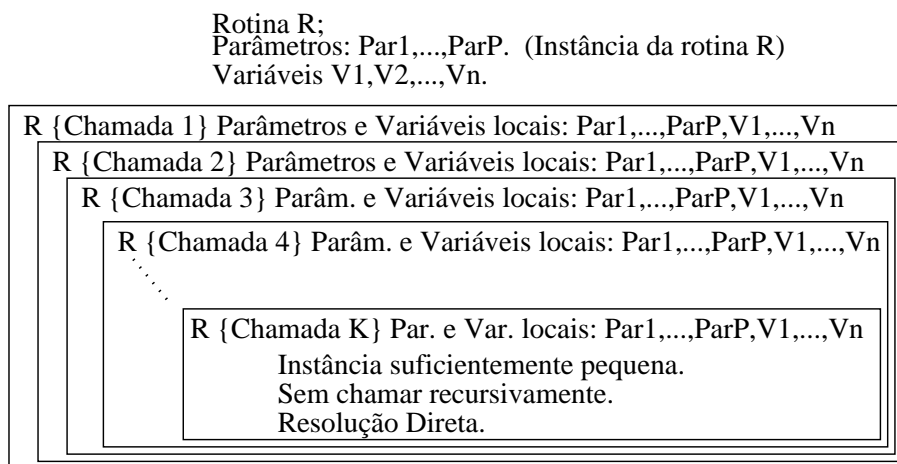 Rotina R;
Parâmetros: Par1,...,ParP. (Instância da rotina R)
Variáveis V1,V2,...,Vn.
R {Chamada 1} Parâmetros e Variáveis locais: Par1,...,ParP,V1,...,Vn
R {Chamada 2} Parâmetros e Variáveis locais: Par1,...,ParP,V1,...,Vn
R {Chamada 3} Parâm. e Variáveis locais: Par1,...,ParP,V1,...,Vn
R {Chamada 4} Parâm. e Variáveis locais: Par1,...,ParP,V1,...,Vn
R {Chamada K} Par. e Var. locais: Par1,...,ParP,V1,...,Vn
Instância suficientemente pequena.
Sem chamar recursivamente.
Resolução Direta.